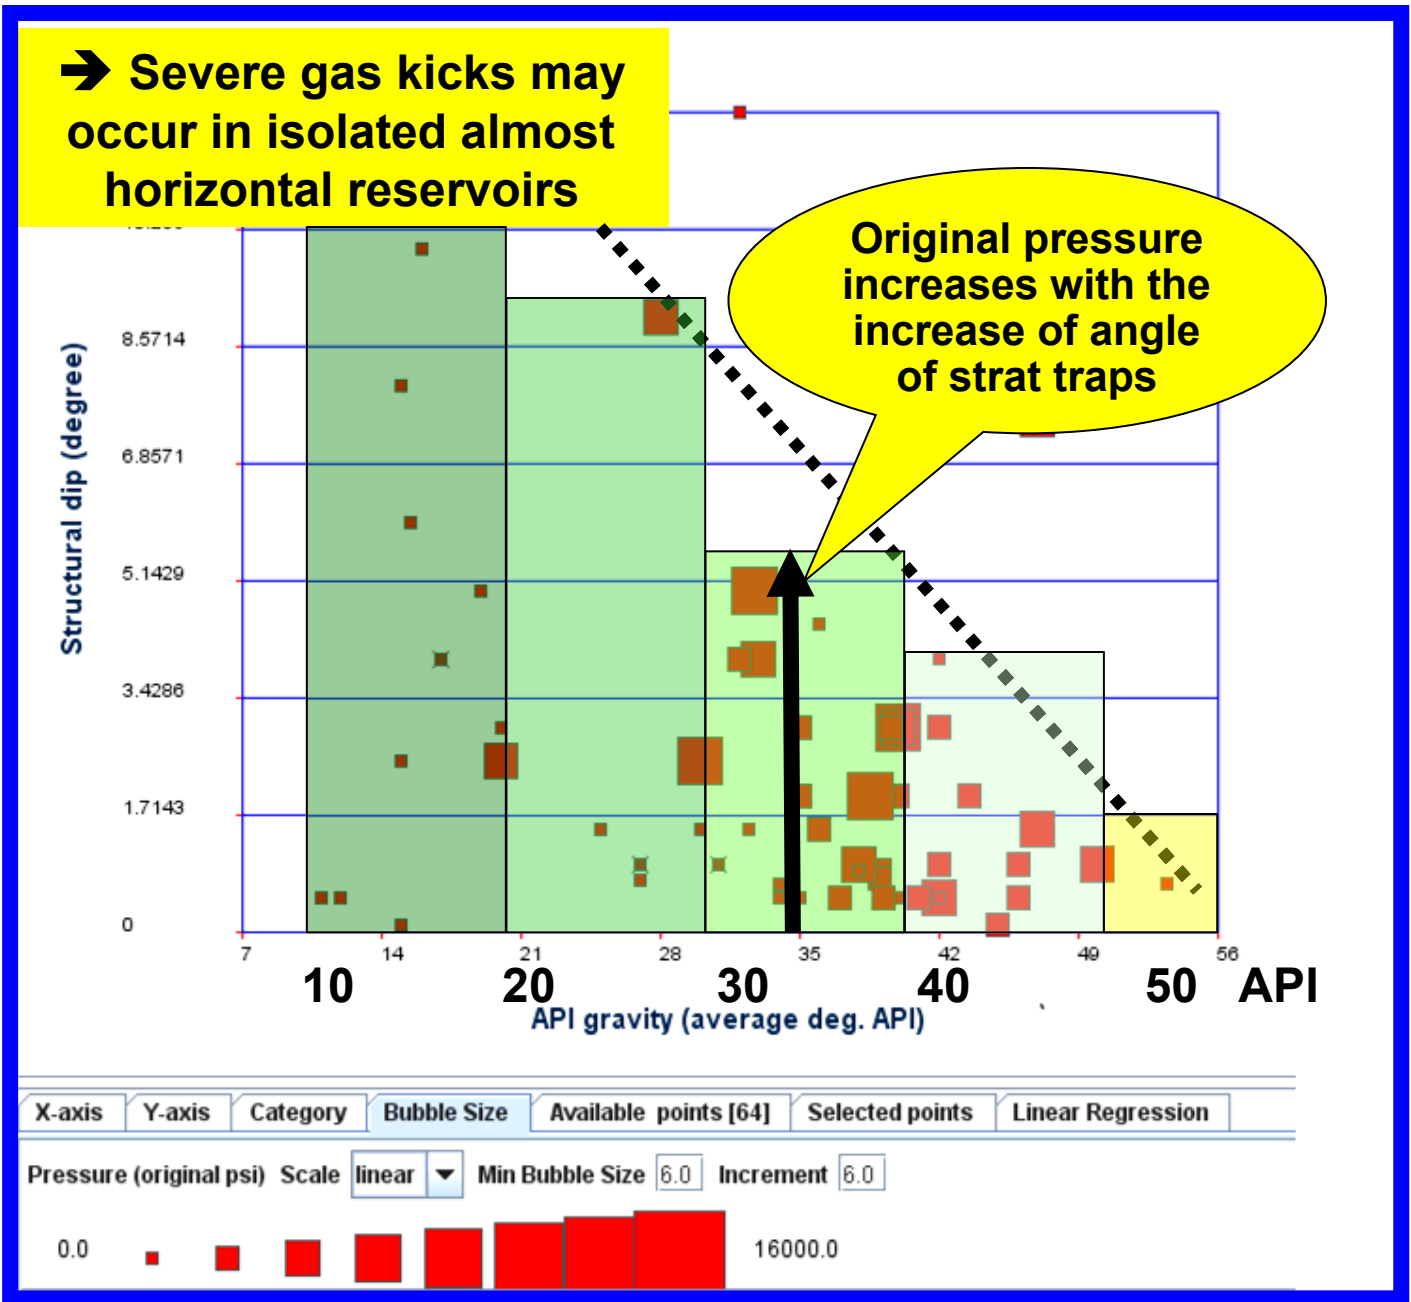 ➔ Severe gas kicks may
occur in isolated almost
horizontal reservoirs
Original pressure
increases with the
increase of angle
of strat traps
Structural dip (degree)
8.5714
6.8571
5.1429
3.4286
1.7143
0
7 14 21 28 35 42 49 56
10 20 30 40 50 API
API gravity (average deg. API)
X-axis Y-axis Category Bubble Size Available points [64] Selected points Linear Regression
Pressure (original psi) Scale linear Min Bubble Size 6.0 Increment 6.0
0.0 16000.0